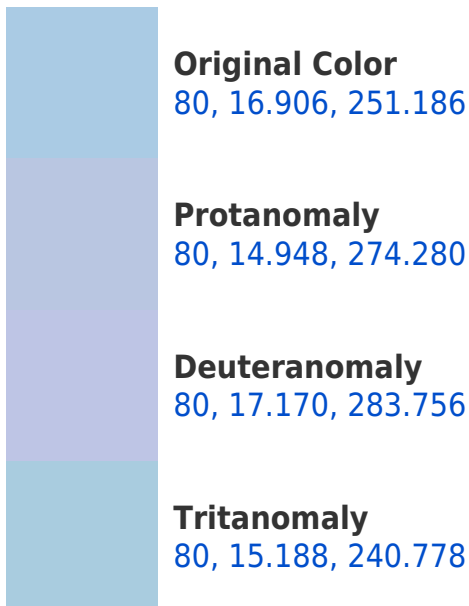 Original Color
80, 16.906, 251.186
Protanomaly
80, 14.948, 274.280
Deuteranomaly
80, 17.170, 283.756
Tritanomaly
80, 15.188, 240.778